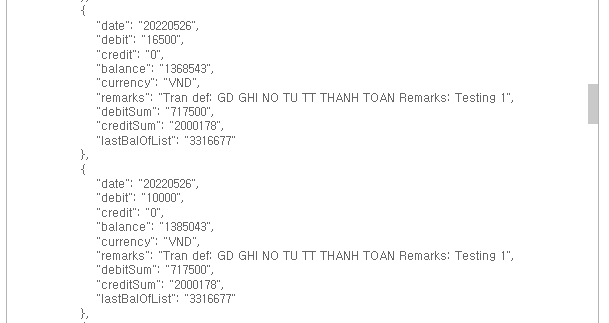 },
{
"date": "20220526",
"debit": "16500",
"credit": "0",
"balance": "1368543",
"currency": "VND",
"remarks": "Tran def: GD GHI NO TU TT THANH TOAN Remarks: Testing 1",
"debitSum": "717500",
"creditSum": "2000178",
"lastBalOfList": "3316677"
},
{
"date": "20220526",
"debit": "10000",
"credit": "0",
"balance": "1385043",
"currency": "VND",
"remarks": "Tran def: GD GHI NO TU TT THANH TOAN Remarks: Testing 1",
"debitSum": "717500",
"creditSum": "2000178",
"lastBalOfList": "3316677"
},